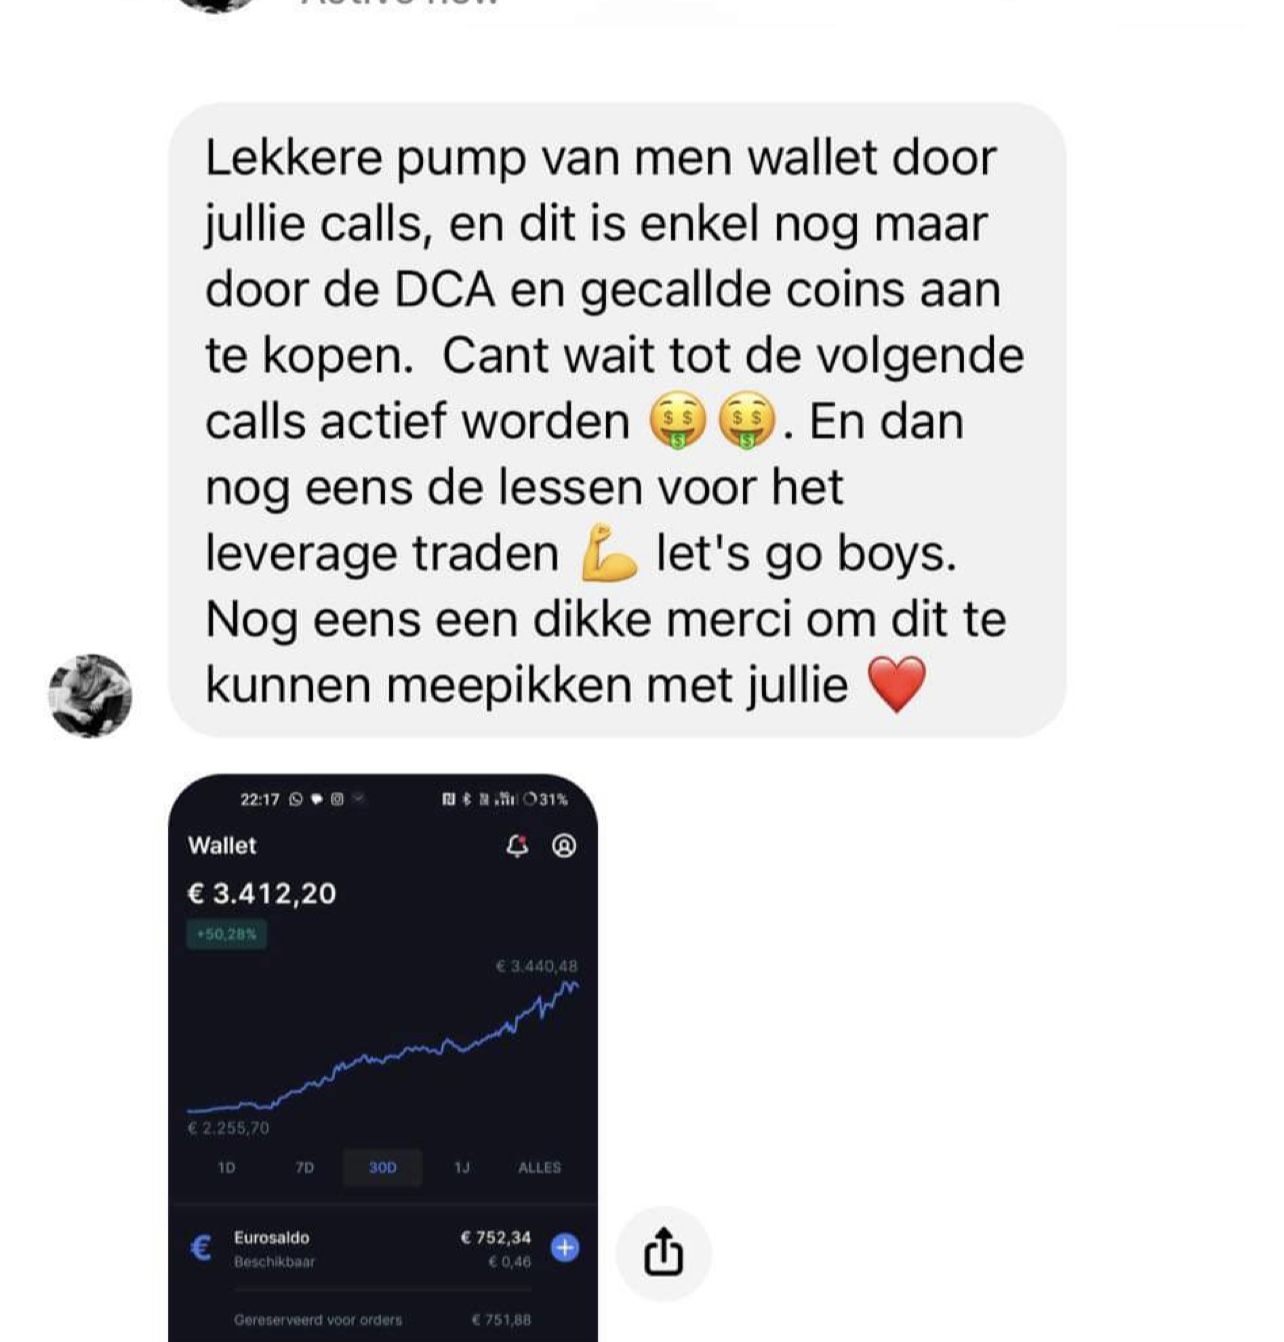 Lekkere pump van men wallet door
jullie calls, en dit is enkel nog maar
door de DCA en gecallde coins aan
te kopen.  Cant wait tot de volgende
calls actief worden 🤑🤑. En dan
nog eens de lessen voor het
leverage traden 💪 let's go boys.
Nog eens een dikke merci om dit te
kunnen meepikken met jullie ❤️
22:17 31%
Wallet
€ 3.412,20
+50,28%
€ 3.440,48
€ 2.255,70
1D 7D 30D 1J ALLES
Eurosaldo € 752,34
Beschikbaar € 0,46
Gereserveerd voor orders € 751,88